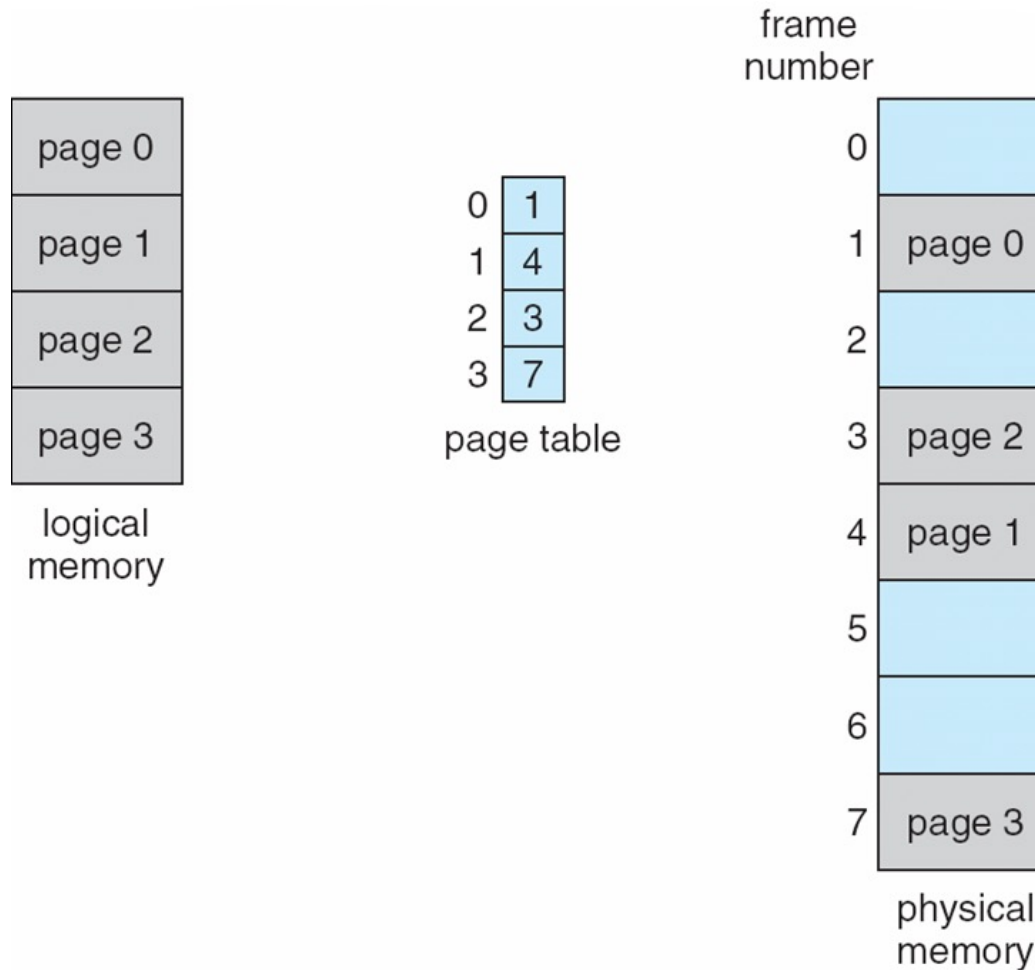 page 0
page 1
page 2
page 3
logical
memory
0 1
1 4
2 3
3 7
page table
frame
number
0
1 page 0
2
3 page 2
4 page 1
5
6
7 page 3
physical
memory